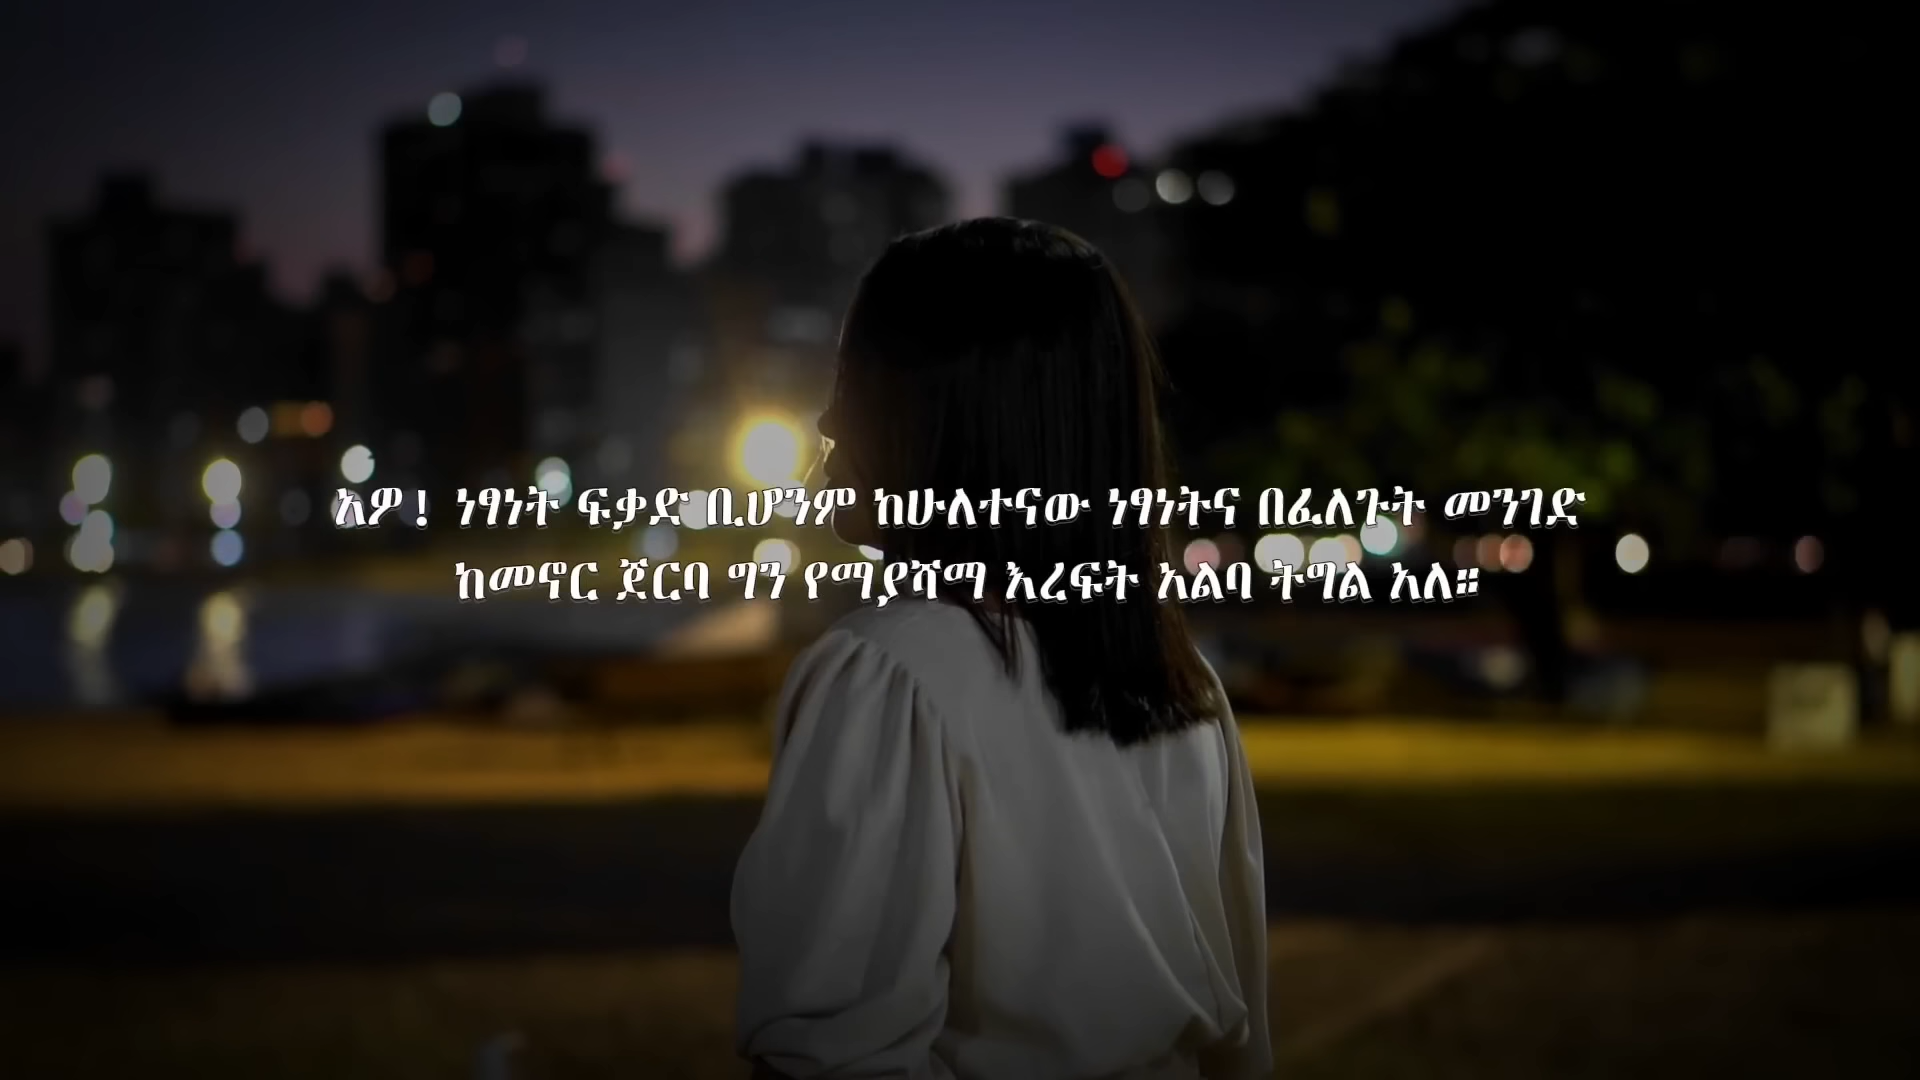 አዎ! ነፃነት ፍቃድ ቢሆንም ከሁለተናው ነፃነትና በፈለጉት መንገድ
ከመኖር ጀርባ ግን የማያሻማ እረፍት አልባ ትግል አለ።